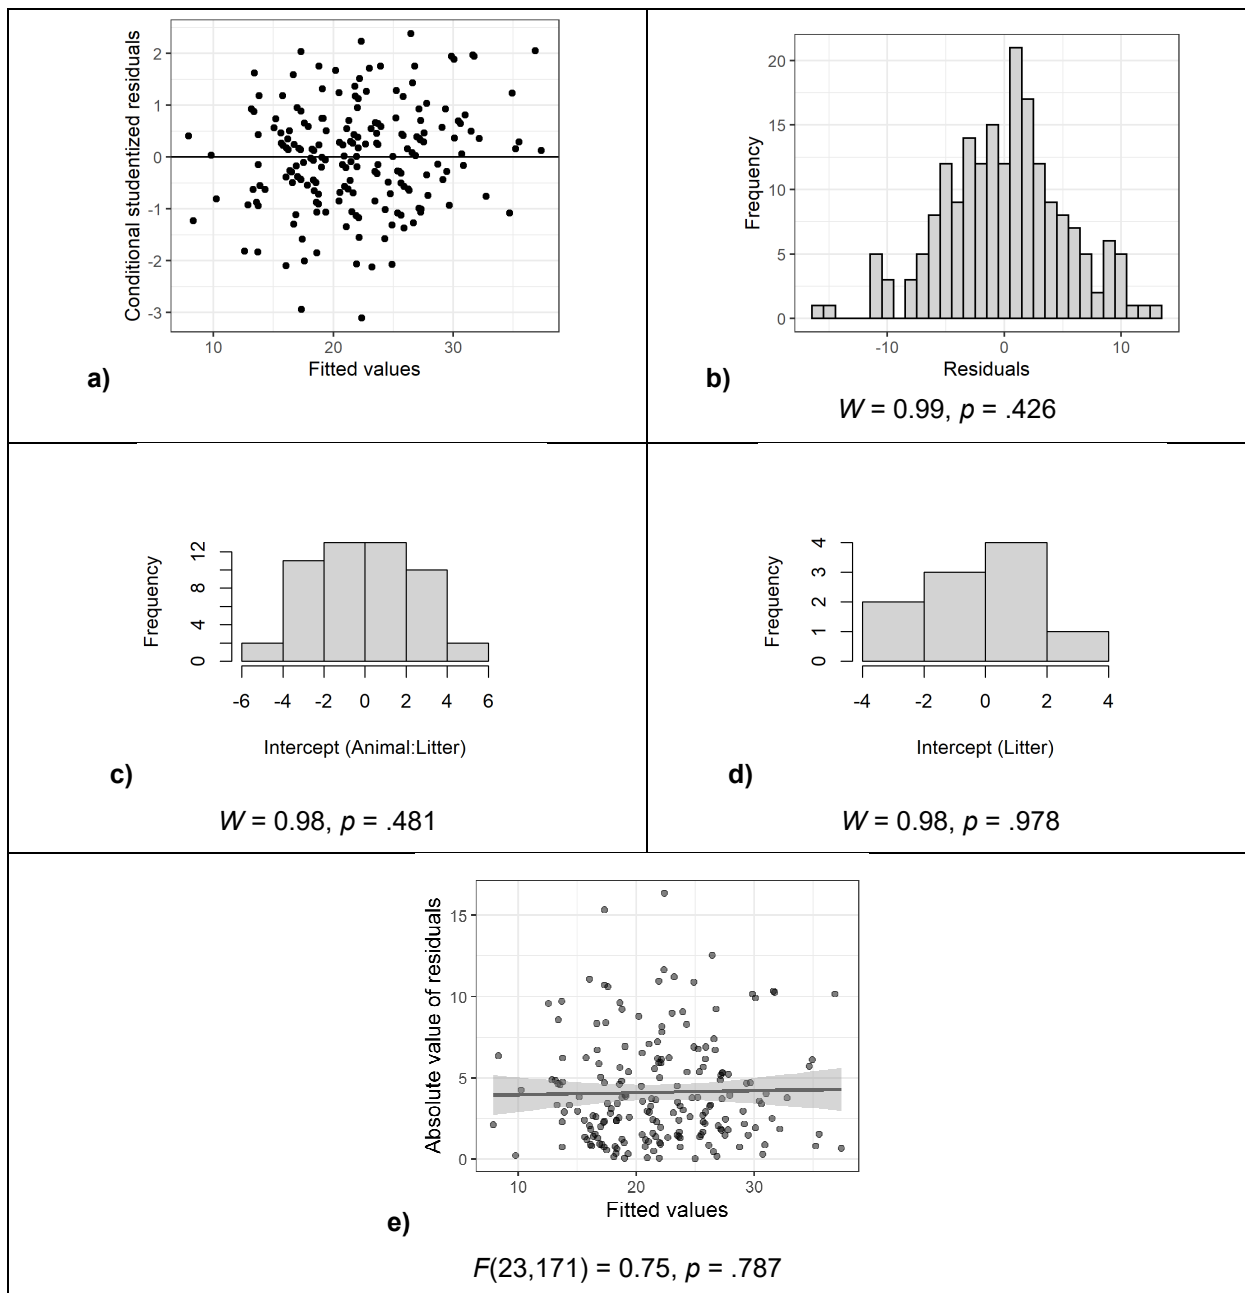 2
1
0
-1
-2
-3
Conditional studentized residuals
10 20 30
Fitted values
a)
20
15
10
5
0
Frequency
-10 0 10
Residuals
b)
W = 0.99, p = .426
12
8
4
0
Frequency
-6 -4 -2 0 2 4 6
Intercept (Animal:Litter)
c)
W = 0.98, p = .481
4
3
2
1
0
Frequency
-4 -2 0 2 4
Intercept (Litter)
d)
W = 0.98, p = .978
15
10
5
0
Absolute value of residuals
10 20 30
Fitted values
e)
F(23,171) = 0.75, p = .787